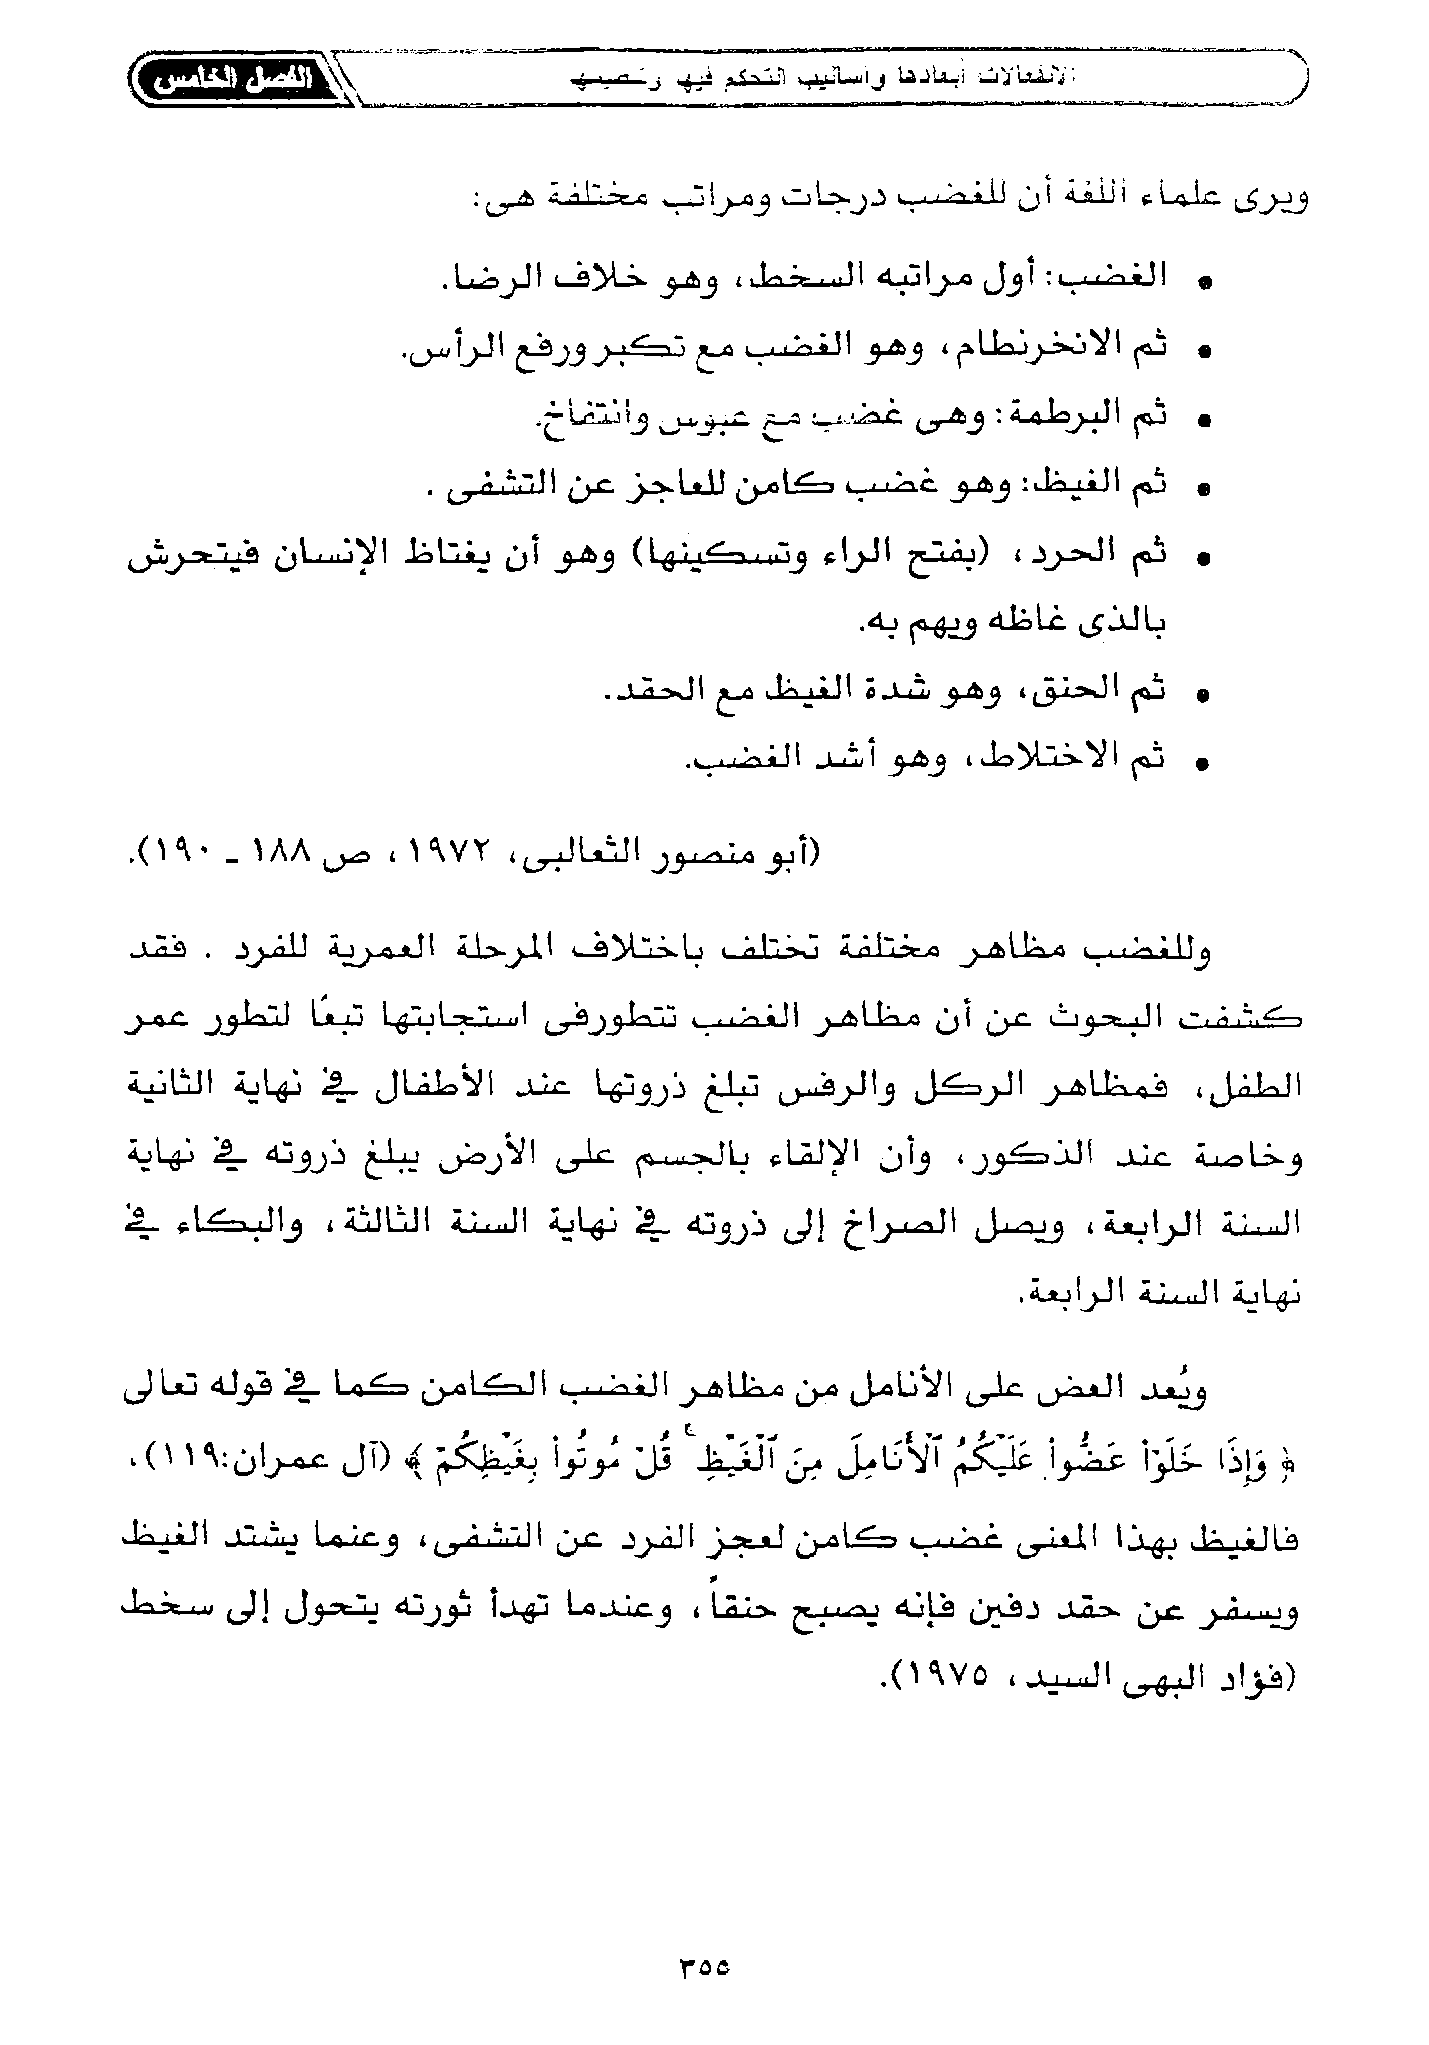 الفصل الخامس
الانفعالات أبعادها وأساليب التحكم فيها
ويرى علماء اللغة أن للغضب درجات ومراتب مختلفة هى:
• الغضب: أول مراتبه السخط، وهو خلاف الرضا.
• ثم الانخرنطام، وهو الغضب مع تكبر ورفع الرأس.
• ثم البرطمة: وهى غضب مع عبوس وانتفاخ.
• ثم الغيظ: وهو غضب كامن للعاجز عن التشفى .
• ثم الحرد، (بفتح الراء وتسكينها) وهو أن يغتاظ الإنسان فيتحرش
بالذى غاظه ويهم به.
• ثم الحنق، وهو شدة الغيظ مع الحقد.
• ثم الاختلاط، وهو أشد الغضب.
(أبو منصور الثعالبى، ١٩٧٢، ص ١٨٨ - ١٩٠).
وللغضب مظاهر مختلفة تختلف باختلاف المرحلة العمرية للفرد . فقد
كشفت البحوث عن أن مظاهر الغضب تتطورفى استجابتها تبعًا لتطور عمر
الطفل، فمظاهر الركل والرفس تبلغ ذروتها عند الأطفال في نهاية الثانية
وخاصة عند الذكور، وأن الإلقاء بالجسم على الأرض يبلغ ذروته في نهاية
السنة الرابعة، ويصل الصراخ إلى ذروته في نهاية السنة الثالثة، والبكاء في
نهاية السنة الرابعة.
ويُعد العض على الأنامل من مظاهر الغضب الكامن كما في قوله تعالى
﴿ وَإِذَا خَلَوْا عَضُّوا عَلَيْكُمُ ٱلْأَنَامِلَ مِنَ ٱلْغَيْظِ ۚ قُلْ مُوتُوا بِغَيْظِكُمْ ﴾ (آل عمران:١١٩).
فالغيظ بهذا المعنى غضب كامن لعجز الفرد عن التشفى، وعنما يشتد الغيظ
ويسفر عن حقد دفين فإنه يصبح حنقاً، وعندما تهدأ ثورته يتحول إلى سخط
(فؤاد البهى السيد، ١٩٧٥).
٣٥٥